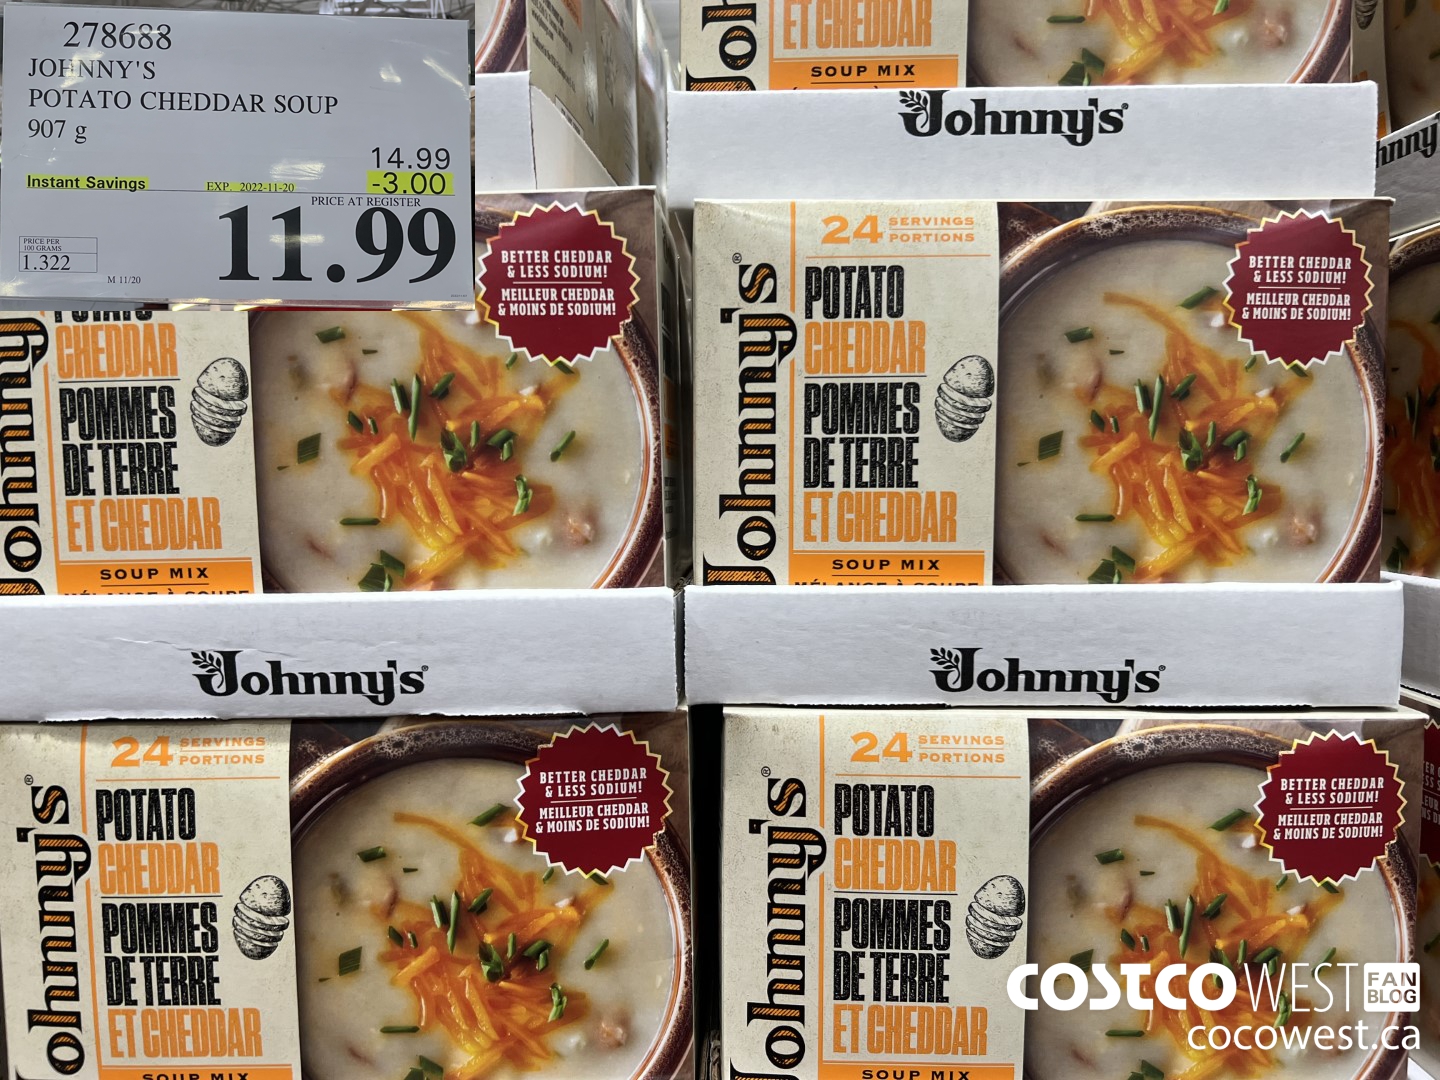 278688
JOHNNY'S
POTATO CHEDDAR SOUP
907 g
14.99
Instant Savings
EXP. 2022-11-20
-3.00
PRICE AT REGISTER
11.99
PRICE PER
100 GRAMS
1.322
M 11/20
ET CHEDDAR
SOUP MIX
Johnny's®
Johnny's
CHEDDAR
POMMES
DE TERRE
ET CHEDDAR
SOUP MIX
MÉLANGE À SOUPE
BETTER CHEDDAR
& LESS SODIUM!
MEILLEUR CHEDDAR
& MOINS DE SODIUM!
Johnny's®
24 SERVINGS
PORTIONS
POTATO
CHEDDAR
POMMES
DE TERRE
ET CHEDDAR
SOUP MIX
MÉLANGE À SOUPE
BETTER CHEDDAR
& LESS SODIUM!
MEILLEUR CHEDDAR
& MOINS DE SODIUM!
Johnny's®
Johnny's®
Johnny's®
24 SERVINGS
PORTIONS
POTATO
CHEDDAR
POMMES
DE TERRE
ET CHEDDAR
SOUP MIX
BETTER CHEDDAR
& LESS SODIUM!
MEILLEUR CHEDDAR
& MOINS DE SODIUM!
Johnny's®
24 SERVINGS
PORTIONS
POTATO
CHEDDAR
POMMES
DE TERRE
ET CHEDDAR
SOUP MIX
BETTER CHEDDAR
& LESS SODIUM!
MEILLEUR CHEDDAR
& MOINS DE SODIUM!
COSTCO WEST FAN
BLOG
cocowest.ca